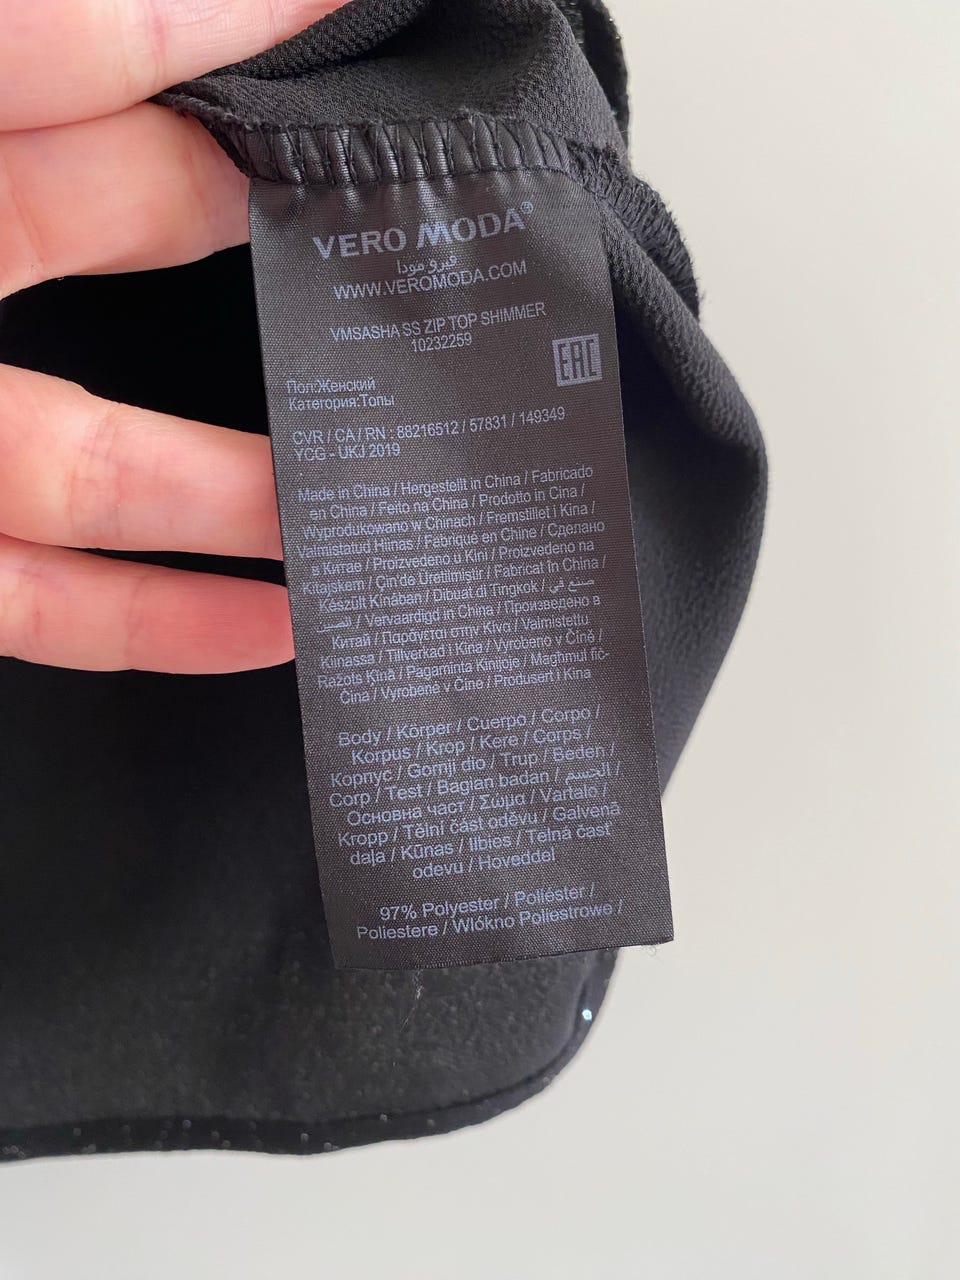 VERO MODA®
فيرو مودا
WWW.VEROMODA.COM
VMSASHA SS ZIP TOP SHIMMER
10232259
EAC
Пол:Женский
Категория:Топы
CVR / CA / RN : 88216512 / 57831 / 149349
YCG - UKJ 2019
Made in China / Hergestellt in China / Fabricado
en China / Feito na China / Prodotto in Cina /
Wyprodukowano w Chinach / Fremstillet i Kina /
Valmistatud Hiinas / Fabriqué en Chine / Сделано
в Китае / Proizvedeno u Kini / Proizvedeno na
Kitajskem / Çin'de Üretilmiştir / Fabricat în China /
Készült Kínában / Dibuat di Tingkok / صنع في
الصين / Vervaardigd in China / Произведено в
Китай / Παράγεται στην Κίνα / Valmistettu
Kiinassa / Tillverkad i Kina / Vyrobeno v Číně /
Ražots Ķīnā / Pagaminta Kinijoje / Maghmul fiċ-
Ċina / Vyrobené v Číne / Produsert i Kina
Body / Körper / Cuerpo / Corpo /
Korpus / Krop / Kere / Corps /
Корпус / Gornji dio / Trup / Beden /
Corp / Test / Bagian badan / الجسم /
Основна част / Σώμα / Vartalo /
Kropp / Tělní část oděvu / Galvenā
daļa / Kūnas / Ilbies / Telná časť
odevu / Hoveddel
97% Polyester / Poliéster /
Poliestere / Włókno Poliestrowe /